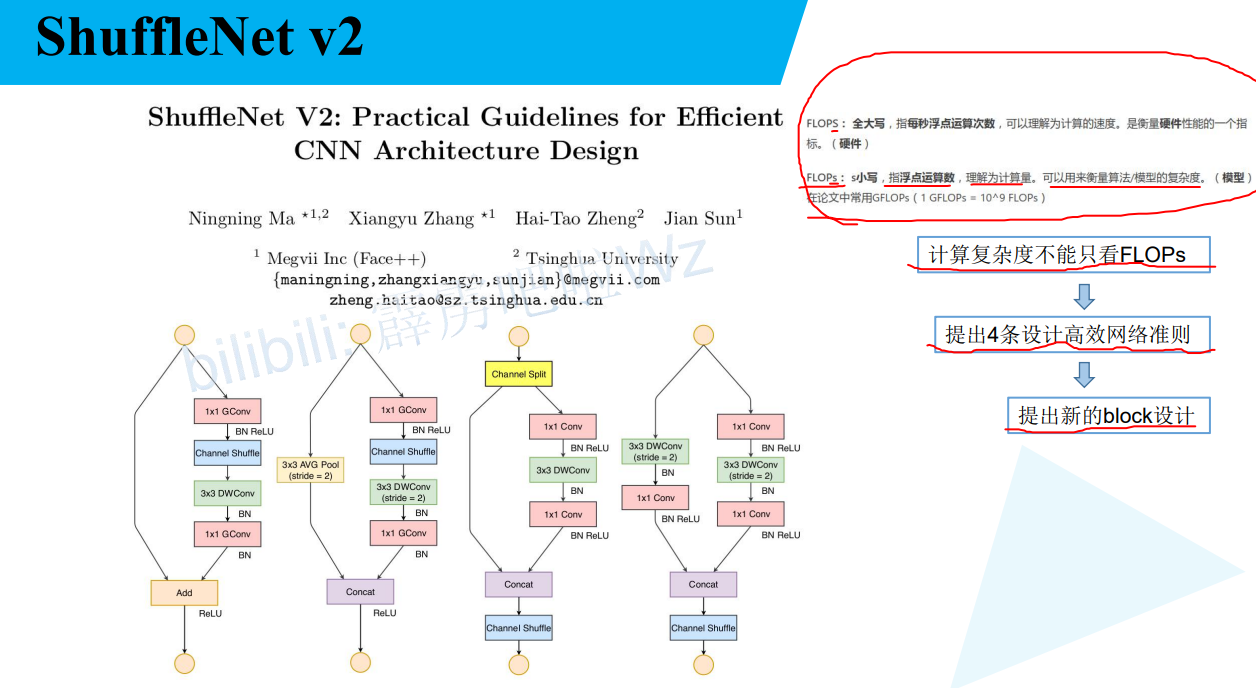 ShuffleNet v2
ShuffleNet V2: Practical Guidelines for Efficient
CNN Architecture Design
Ningning Ma ⋆1,2 Xiangyu Zhang ⋆1 Hai-Tao Zheng2 Jian Sun1
1 Megvii Inc (Face++) 2 Tsinghua University
{maningning,zhangxiangyu,sunjian}@megvii.com
zheng.haitao@sz.tsinghua.edu.cn
bilibili: 霹雳吧啦Wz
FLOPS： 全大写，指每秒浮点运算次数，可以理解为计算的速度。是衡量硬件性能的一个指
标。（硬件）
FLOPs： s小写，指浮点运算数，理解为计算量。可以用来衡量算法/模型的复杂度。（模型）
在论文中常用GFLOPs（1 GFLOPs = 10^9 FLOPs）
计算复杂度不能只看FLOPs
提出4条设计高效网络准则
提出新的block设计
1x1 GConv
BN ReLU
Channel Shuffle
3x3 DWConv
BN
1x1 GConv
BN
Add
ReLU
3x3 AVG Pool
(stride = 2)
1x1 GConv
BN ReLU
Channel Shuffle
3x3 DWConv
(stride = 2)
BN
1x1 GConv
BN
Concat
ReLU
Channel Split
1x1 Conv
BN ReLU
3x3 DWConv
BN
1x1 Conv
BN ReLU
Concat
Channel Shuffle
3x3 DWConv
(stride = 2)
BN
1x1 Conv
BN ReLU
1x1 Conv
BN ReLU
3x3 DWConv
(stride = 2)
BN
1x1 Conv
BN ReLU
Concat
Channel Shuffle